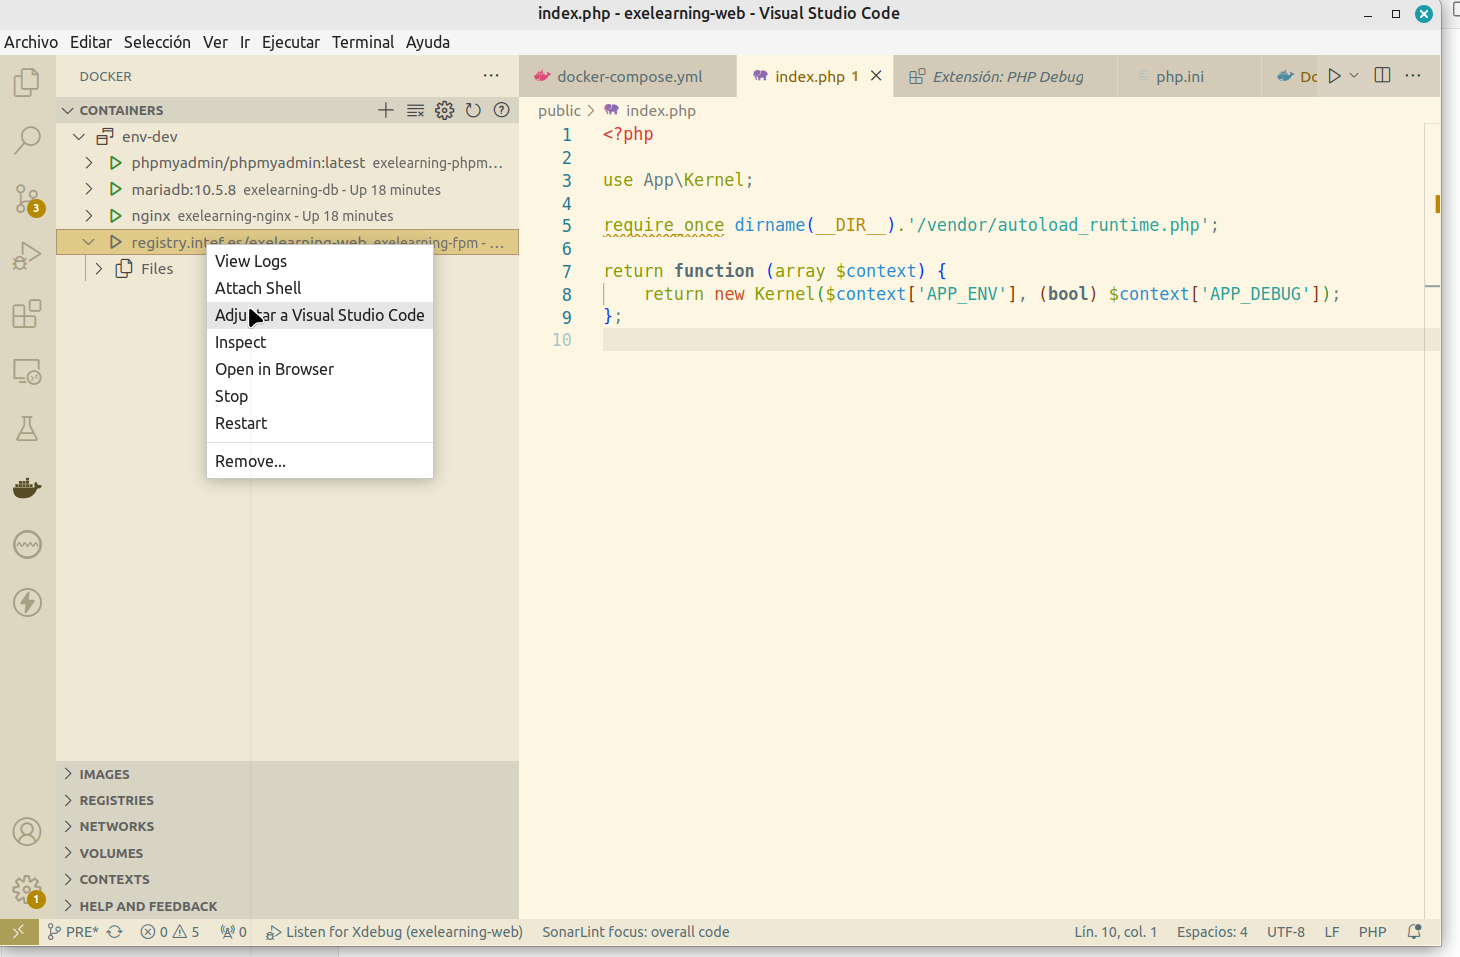 index.php - exelearning-web - Visual Studio Code
Archivo Editar Selección Ver Ir Ejecutar Terminal Ayuda
DOCKER
docker-compose.yml
index.php 1
Extensión: PHP Debug
php.ini
CONTAINERS
env-dev
phpmyadmin/phpmyadmin:latest exelearning-phpm...
mariadb:10.5.8 exelearning-db - Up 18 minutes
nginx exelearning-nginx - Up 18 minutes
registry.intef.es/exelearning-web exelearning-fpm - ...
Files
View Logs
Attach Shell
Adjuntar a Visual Studio Code
Inspect
Open in Browser
Stop
Restart
Remove...
IMAGES
REGISTRIES
NETWORKS
VOLUMES
CONTEXTS
HELP AND FEEDBACK
3
1
public > index.php
1 <?php
2
3 use App\Kernel;
4
5 require_once dirname(__DIR__).'/vendor/autoload_runtime.php';
6
7 return function (array $context) {
8 return new Kernel($context['APP_ENV'], (bool) $context['APP_DEBUG']);
9 };
10
PRE* 0 5 0 Listen for Xdebug (exelearning-web) SonarLint focus: overall code Lín. 10, col. 1 Espacios: 4 UTF-8 LF PHP